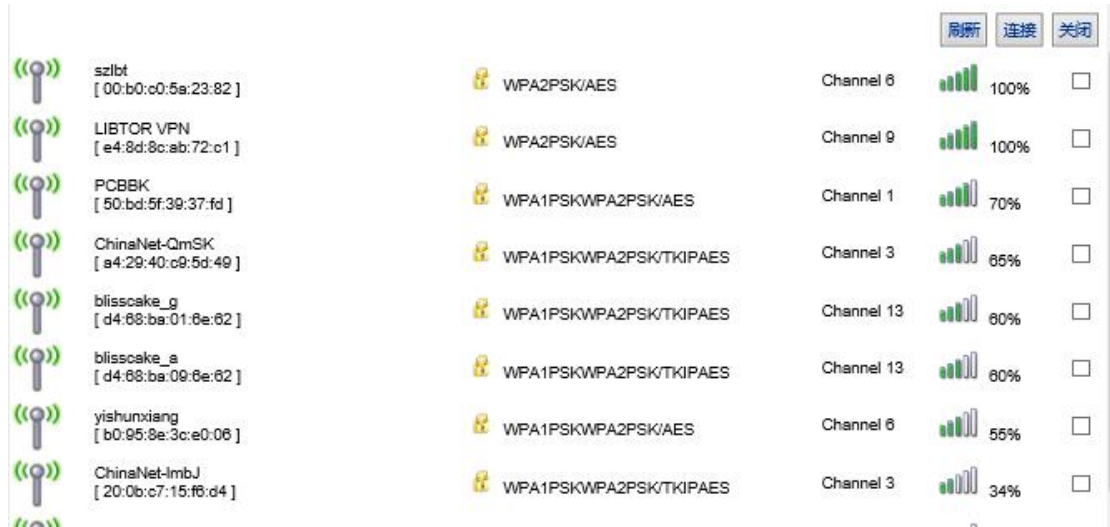 刷新 连接 关闭
szlbt
[ 00:b0:c0:5a:23:82 ]
WPA2PSK/AES
Channel 6
100%
LIBTOR VPN
[ e4:8d:8c:ab:72:c1 ]
WPA2PSK/AES
Channel 9
100%
PCBBK
[ 50:bd:5f:39:37:fd ]
WPA1PSKWPA2PSK/AES
Channel 1
70%
ChinaNet-QmSK
[ a4:29:40:c9:5d:49 ]
WPA1PSKWPA2PSK/TKIPAES
Channel 3
65%
blisscake_g
[ d4:68:ba:01:6e:62 ]
WPA1PSKWPA2PSK/TKIPAES
Channel 13
60%
blisscake_a
[ d4:68:ba:09:6e:62 ]
WPA1PSKWPA2PSK/TKIPAES
Channel 13
60%
yishunxiang
[ b0:95:8e:3c:e0:06 ]
WPA1PSKWPA2PSK/AES
Channel 6
55%
ChinaNet-lmbJ
[ 20:0b:c7:15:f6:d4 ]
WPA1PSKWPA2PSK/TKIPAES
Channel 3
34%